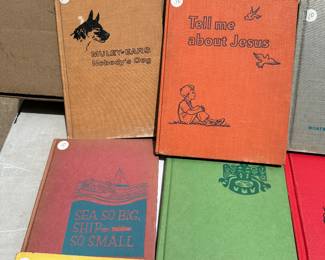 MULEY-EARS
Nobody's Dog
Tell me
about Jesus
SEA SO BIG,
SHIP
SO SMALL